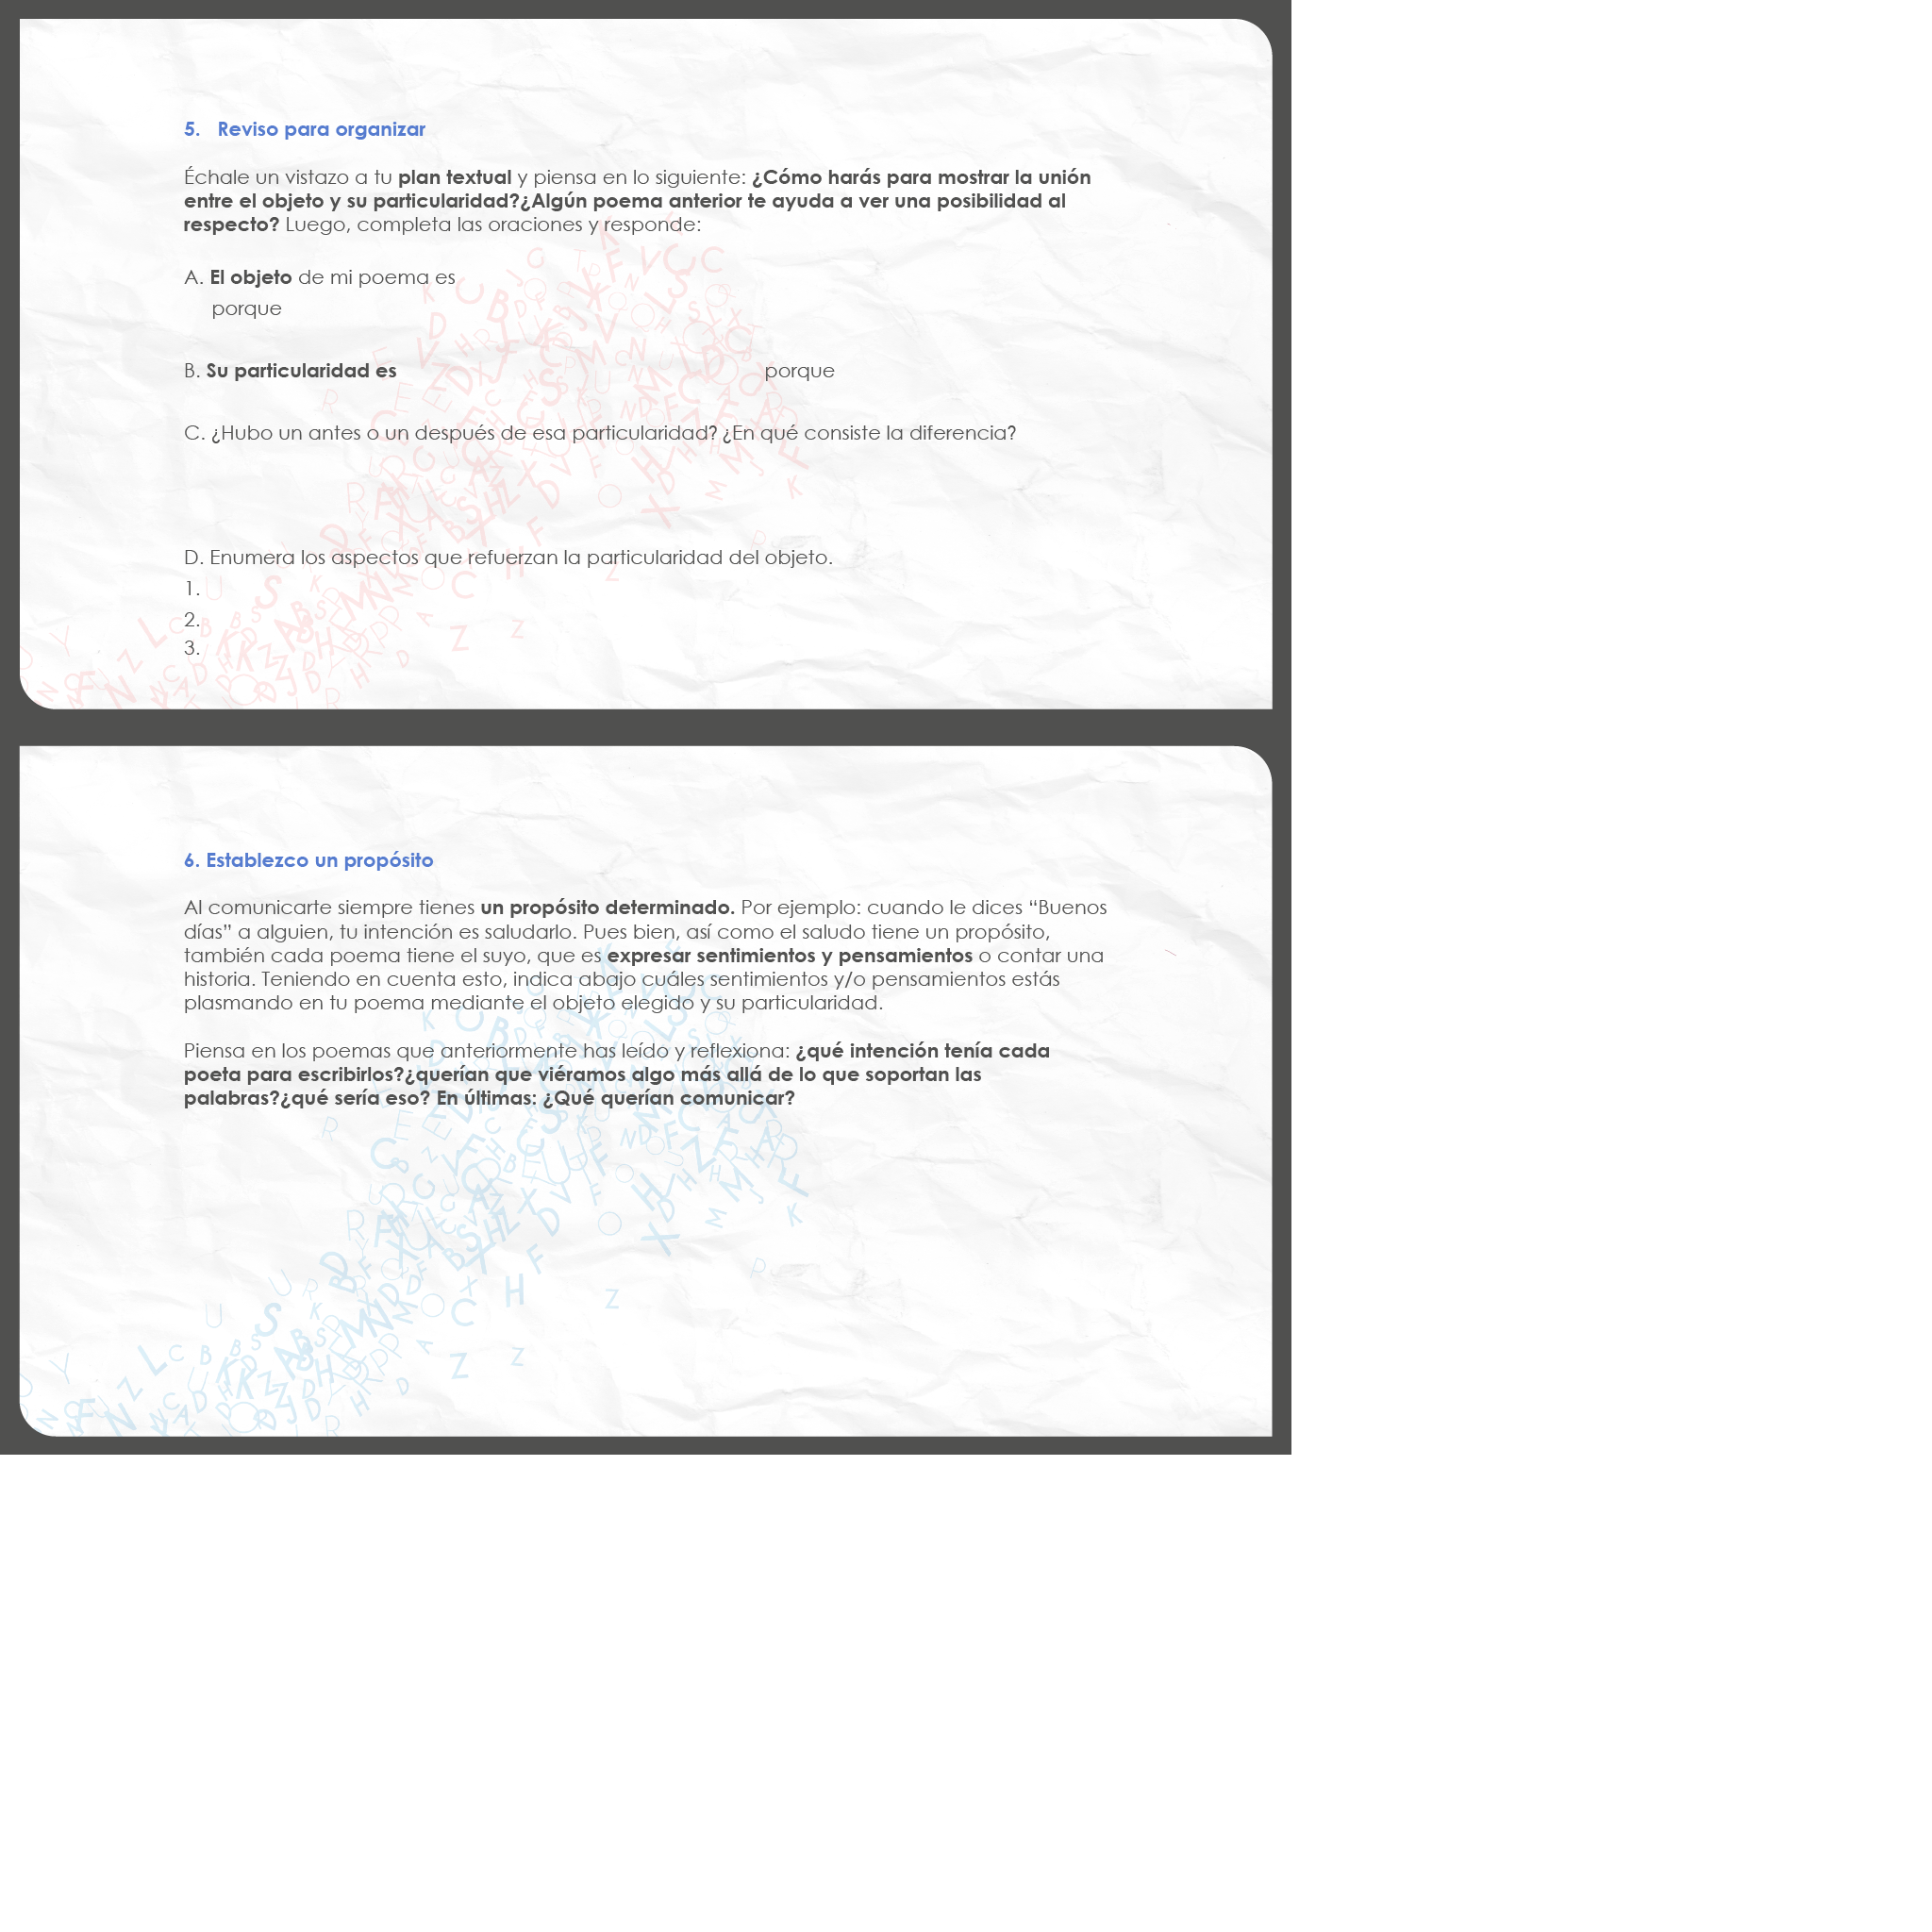 5. Reviso para organizar
Échale un vistazo a tu plan textual y piensa en lo siguiente: ¿Cómo harás para mostrar la unión
entre el objeto y su particularidad?¿Algún poema anterior te ayuda a ver una posibilidad al
respecto? Luego, completa las oraciones y responde:
A. El objeto de mi poema es
porque
B. Su particularidad es porque
C. ¿Hubo un antes o un después de esa particularidad? ¿En qué consiste la diferencia?
D. Enumera los aspectos que refuerzan la particularidad del objeto.
1.
2.
3.
6. Establezco un propósito
Al comunicarte siempre tienes un propósito determinado. Por ejemplo: cuando le dices “Buenos
días” a alguien, tu intención es saludarlo. Pues bien, así como el saludo tiene un propósito,
también cada poema tiene el suyo, que es expresar sentimientos y pensamientos o contar una
historia. Teniendo en cuenta esto, indica abajo cuáles sentimientos y/o pensamientos estás
plasmando en tu poema mediante el objeto elegido y su particularidad.
Piensa en los poemas que anteriormente has leído y reflexiona: ¿qué intención tenía cada
poeta para escribirlos?¿querían que viéramos algo más allá de lo que soportan las
palabras?¿qué sería eso? En últimas: ¿Qué querían comunicar?